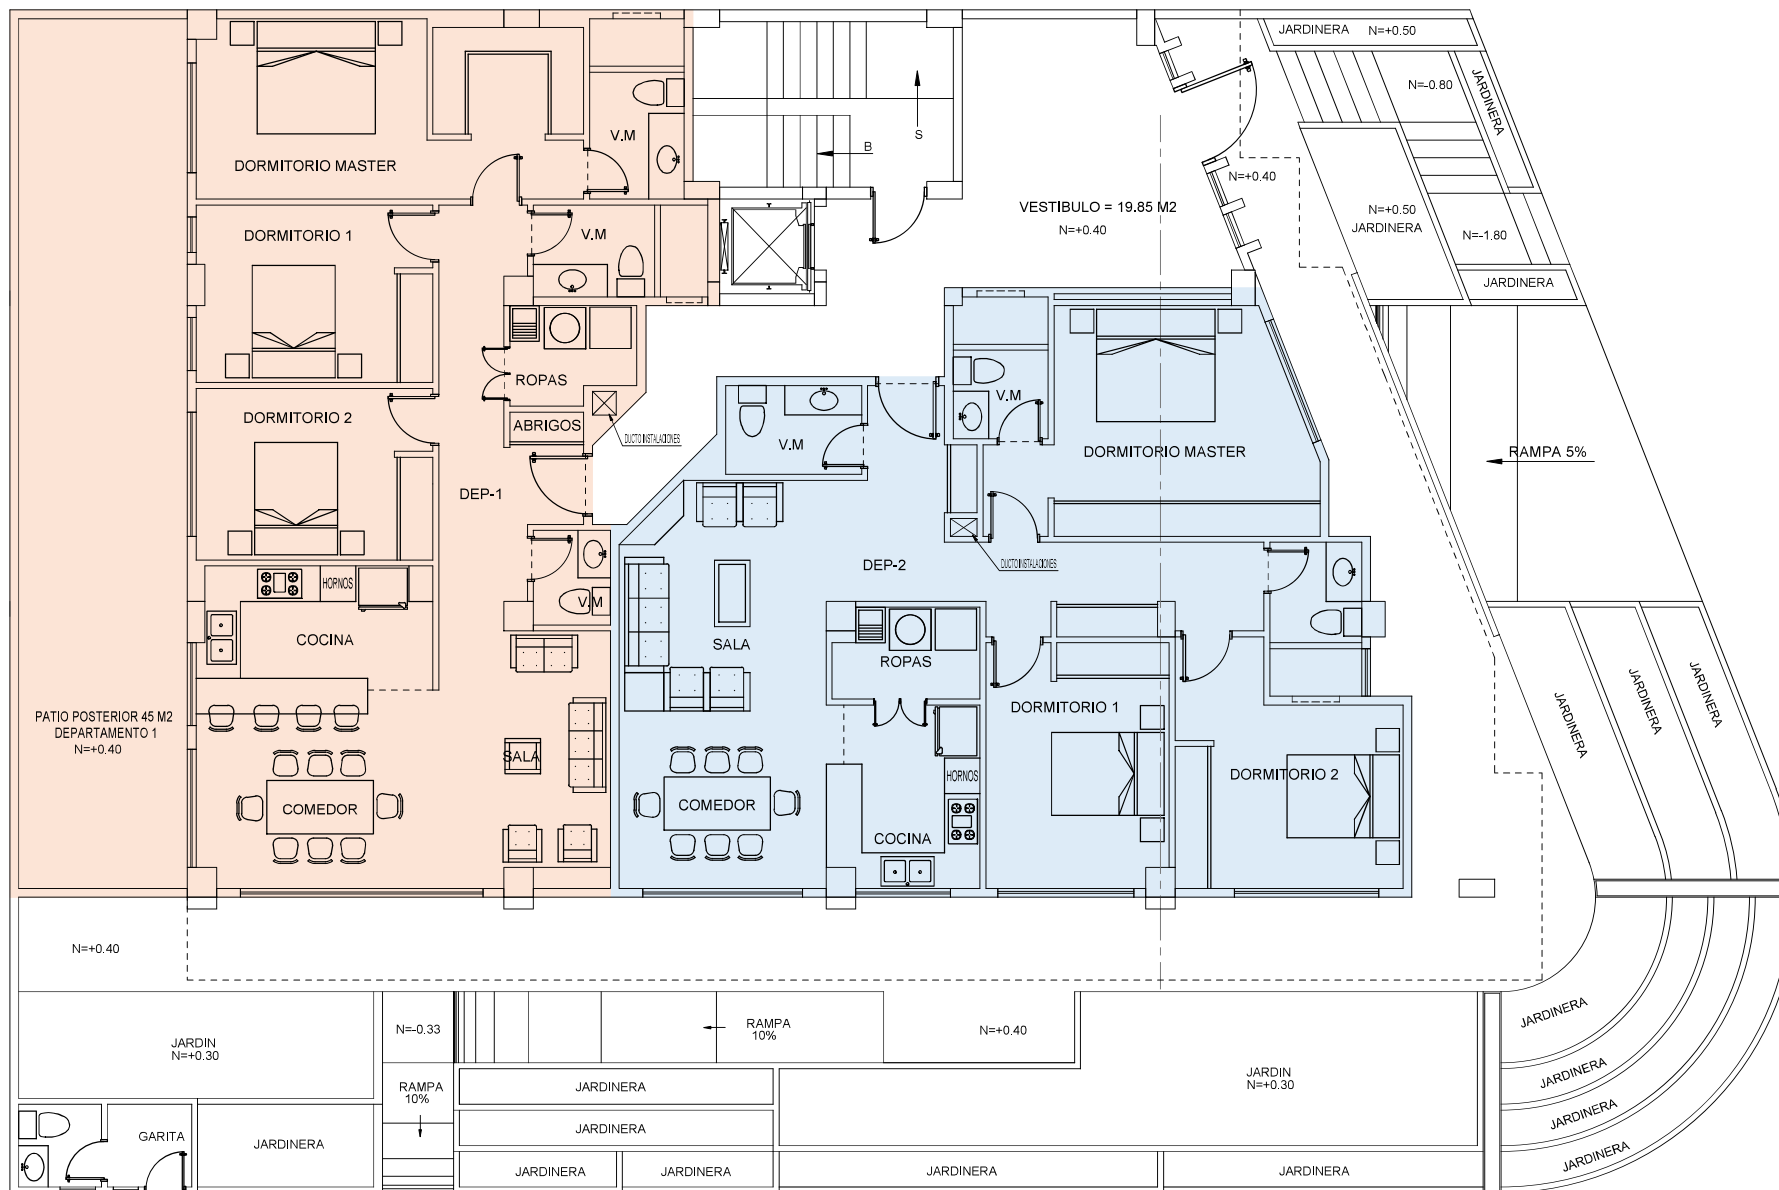 JARDINERA N=+0.50
N=-0.80
JARDINERA
V.M
S
B
DORMITORIO MASTER
N=+0.40
VESTIBULO = 19.85 M2
N=+0.40
N=+0.50
JARDINERA
N=-1.80
DORMITORIO 1
V.M
JARDINERA
ROPAS
V.M
DORMITORIO 2
ABRIGOS
DUCTO INSTALACIONES
V.M
DORMITORIO MASTER
RAMPA 5%
DEP-1
DEP-2
DUCTO INSTALACIONES
HORNOS
V.M
COCINA
SALA
ROPAS
JARDINERA
JARDINERA
JARDINERA
DORMITORIO 1
PATIO POSTERIOR 45 M2
DEPARTAMENTO 1
N=+0.40
SALA
HORNOS
DORMITORIO 2
COMEDOR
COMEDOR
COCINA
N=+0.40
JARDINERA
N=-0.33
RAMPA
10%
N=+0.40
JARDIN
N=+0.30
JARDINERA
RAMPA
10%
JARDINERA
JARDIN
N=+0.30
JARDINERA
JARDINERA
GARITA
JARDINERA
JARDINERA
JARDINERA
JARDINERA
JARDINERA
JARDINERA